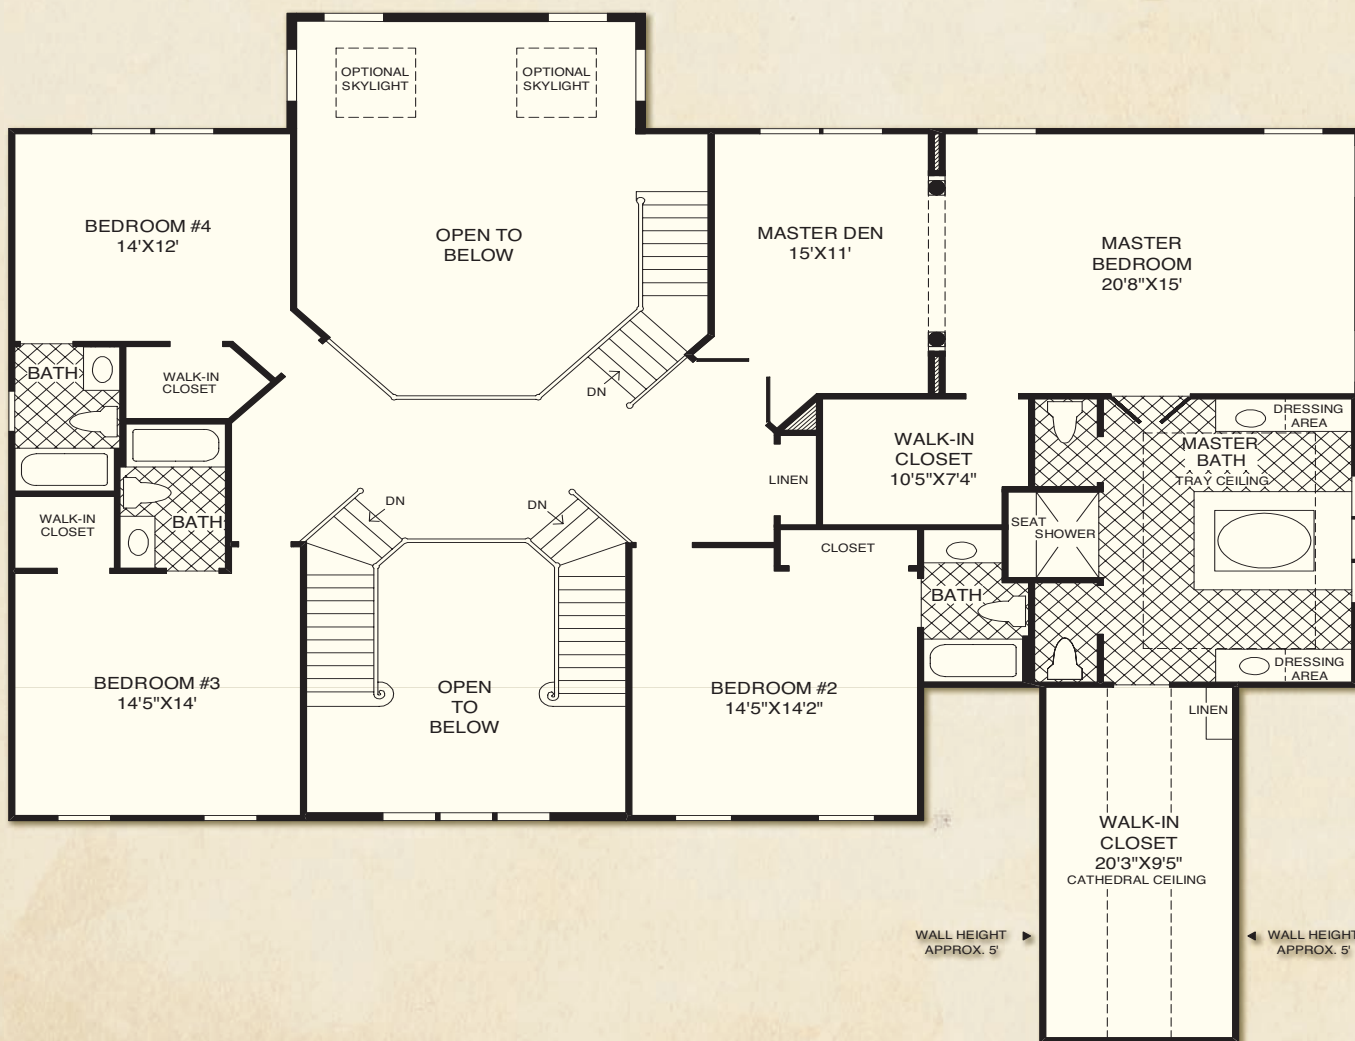 OPTIONAL
SKYLIGHT
OPTIONAL
SKYLIGHT
BEDROOM #4
14'X12'
OPEN TO
BELOW
MASTER DEN
15'X11'
MASTER
BEDROOM
20'8"X15'
BATH
WALK-IN
CLOSET
DN
DRESSING
AREA
WALK-IN
CLOSET
10'5"X7'4"
MASTER
BATH
TRAY CEILING
LINEN
WALK-IN
CLOSET
BATH
DN
DN
SEAT
SHOWER
CLOSET
BATH
BEDROOM #3
14'5"X14'
OPEN
TO
BELOW
BEDROOM #2
14'5"X14'2"
DRESSING
AREA
LINEN
WALK-IN
CLOSET
20'3"X9'5"
CATHEDRAL CEILING
WALL HEIGHT
APPROX. 5'
WALL HEIGHT
APPROX. 5'